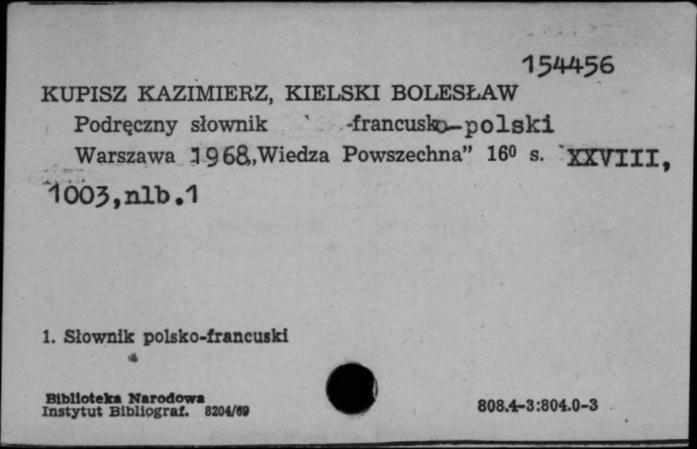 154456
KUPISZ KAZIMIERZ, KIELSKI BOLESŁAW
Podręczny słownik -francusko-polski
Warszawa 1968, „Wiedza Powszechna” 16⁰ s. XXVIII,
1003,nlb.1
1. Słownik polsko-francuski
Biblioteka Narodowa
Instytut Bibliograf. 8204/69
808.4-3:804.0-3